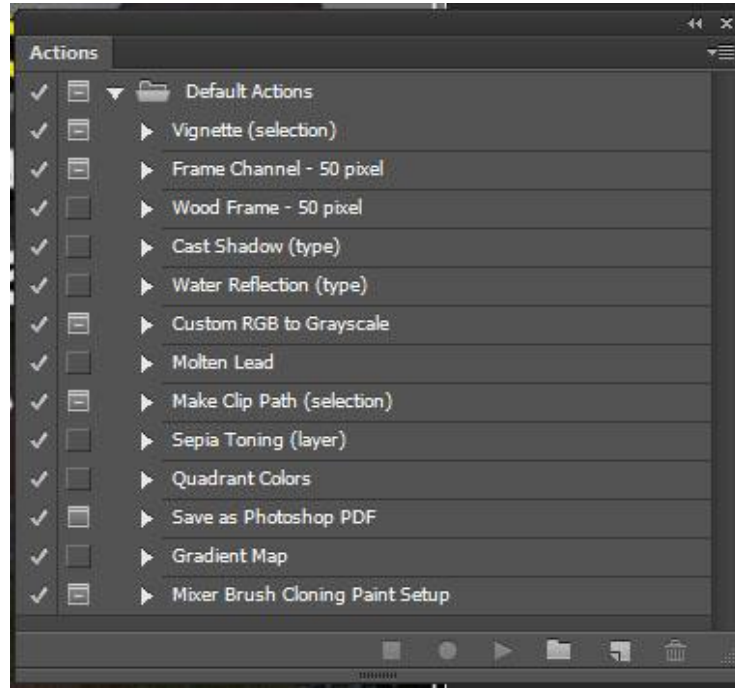 Actions
Default Actions
Vignette (selection)
Frame Channel - 50 pixel
Wood Frame - 50 pixel
Cast Shadow (type)
Water Reflection (type)
Custom RGB to Grayscale
Molten Lead
Make Clip Path (selection)
Sepia Toning (layer)
Quadrant Colors
Save as Photoshop PDF
Gradient Map
Mixer Brush Cloning Paint Setup